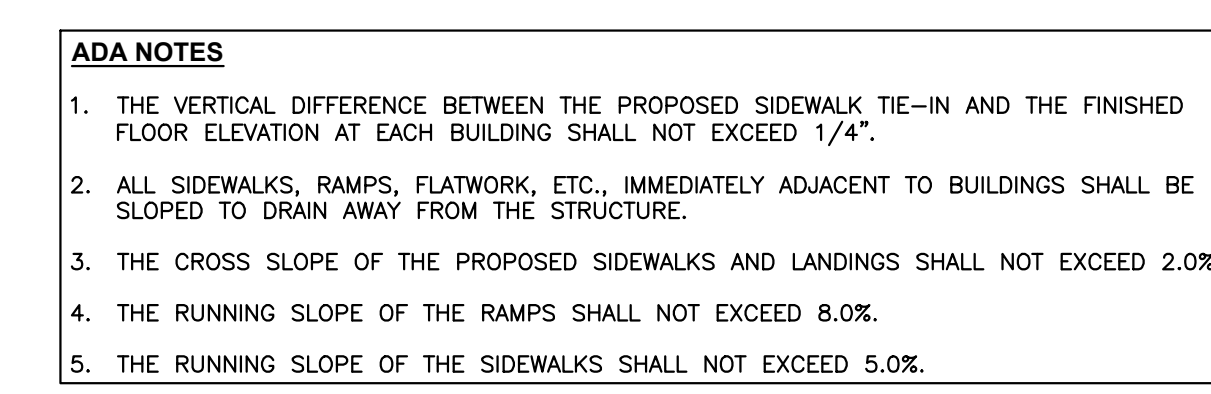 ADA NOTES
1. THE VERTICAL DIFFERENCE BETWEEN THE PROPOSED SIDEWALK TIE-IN AND THE FINISHED
FLOOR ELEVATION AT EACH BUILDING SHALL NOT EXCEED 1/4".
2. ALL SIDEWALKS, RAMPS, FLATWORK, ETC., IMMEDIATELY ADJACENT TO BUILDINGS SHALL BE
SLOPED TO DRAIN AWAY FROM THE STRUCTURE.
3. THE CROSS SLOPE OF THE PROPOSED SIDEWALKS AND LANDINGS SHALL NOT EXCEED 2.0%
4. THE RUNNING SLOPE OF THE RAMPS SHALL NOT EXCEED 8.0%.
5. THE RUNNING SLOPE OF THE SIDEWALKS SHALL NOT EXCEED 5.0%.